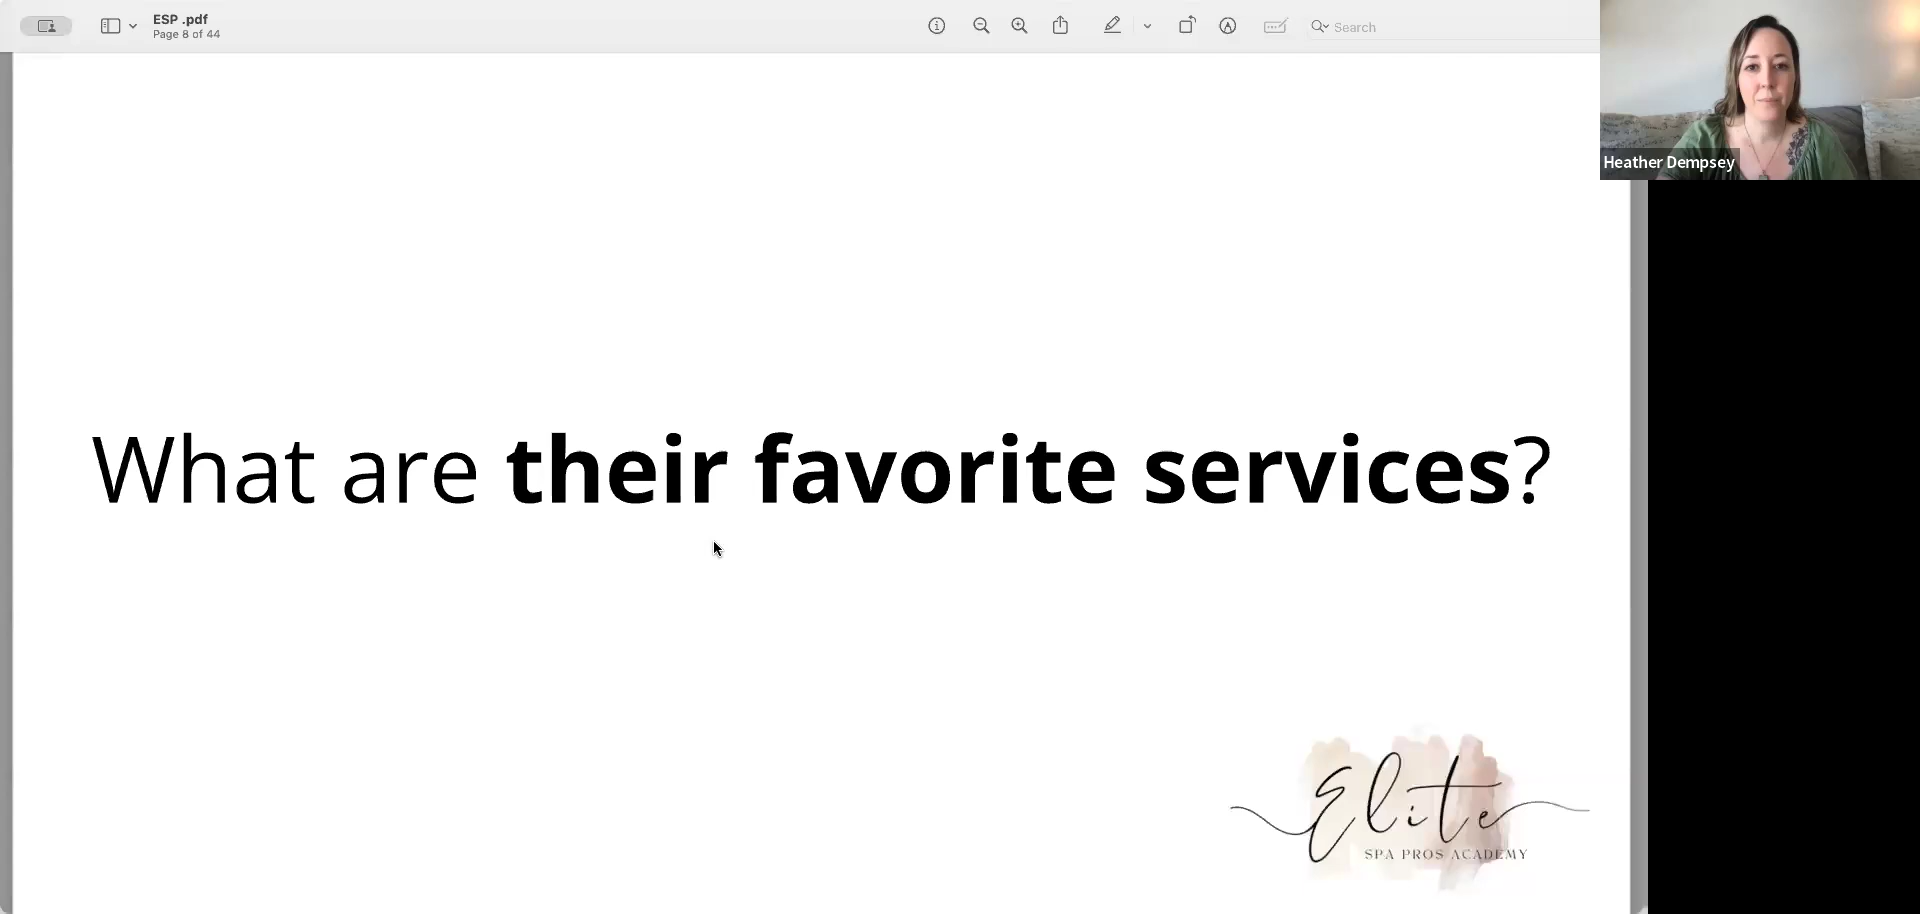 ESP .pdf
Page 8 of 44
Search
Heather Dempsey
What are their favorite services?
Elite
SPA PROS ACADEMY